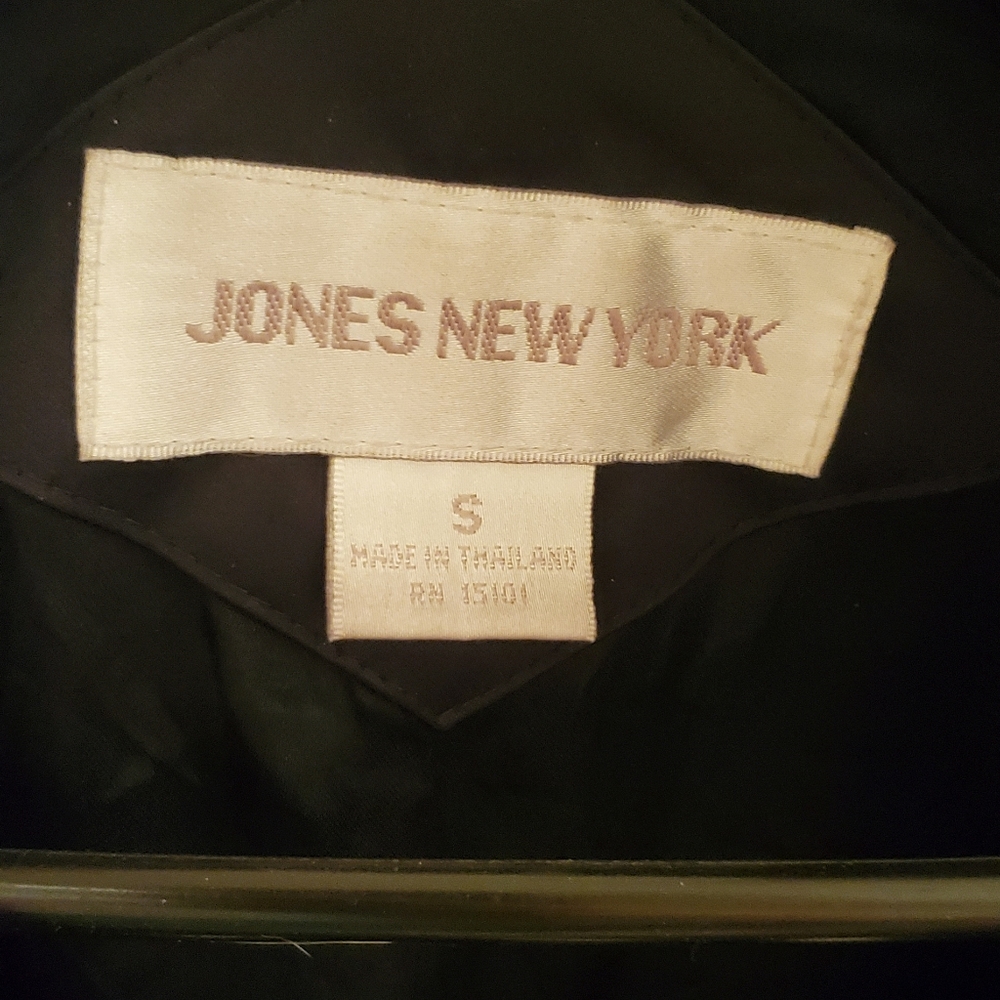 JONES NEW YORK
S
MADE IN THAILAND
RN 15101